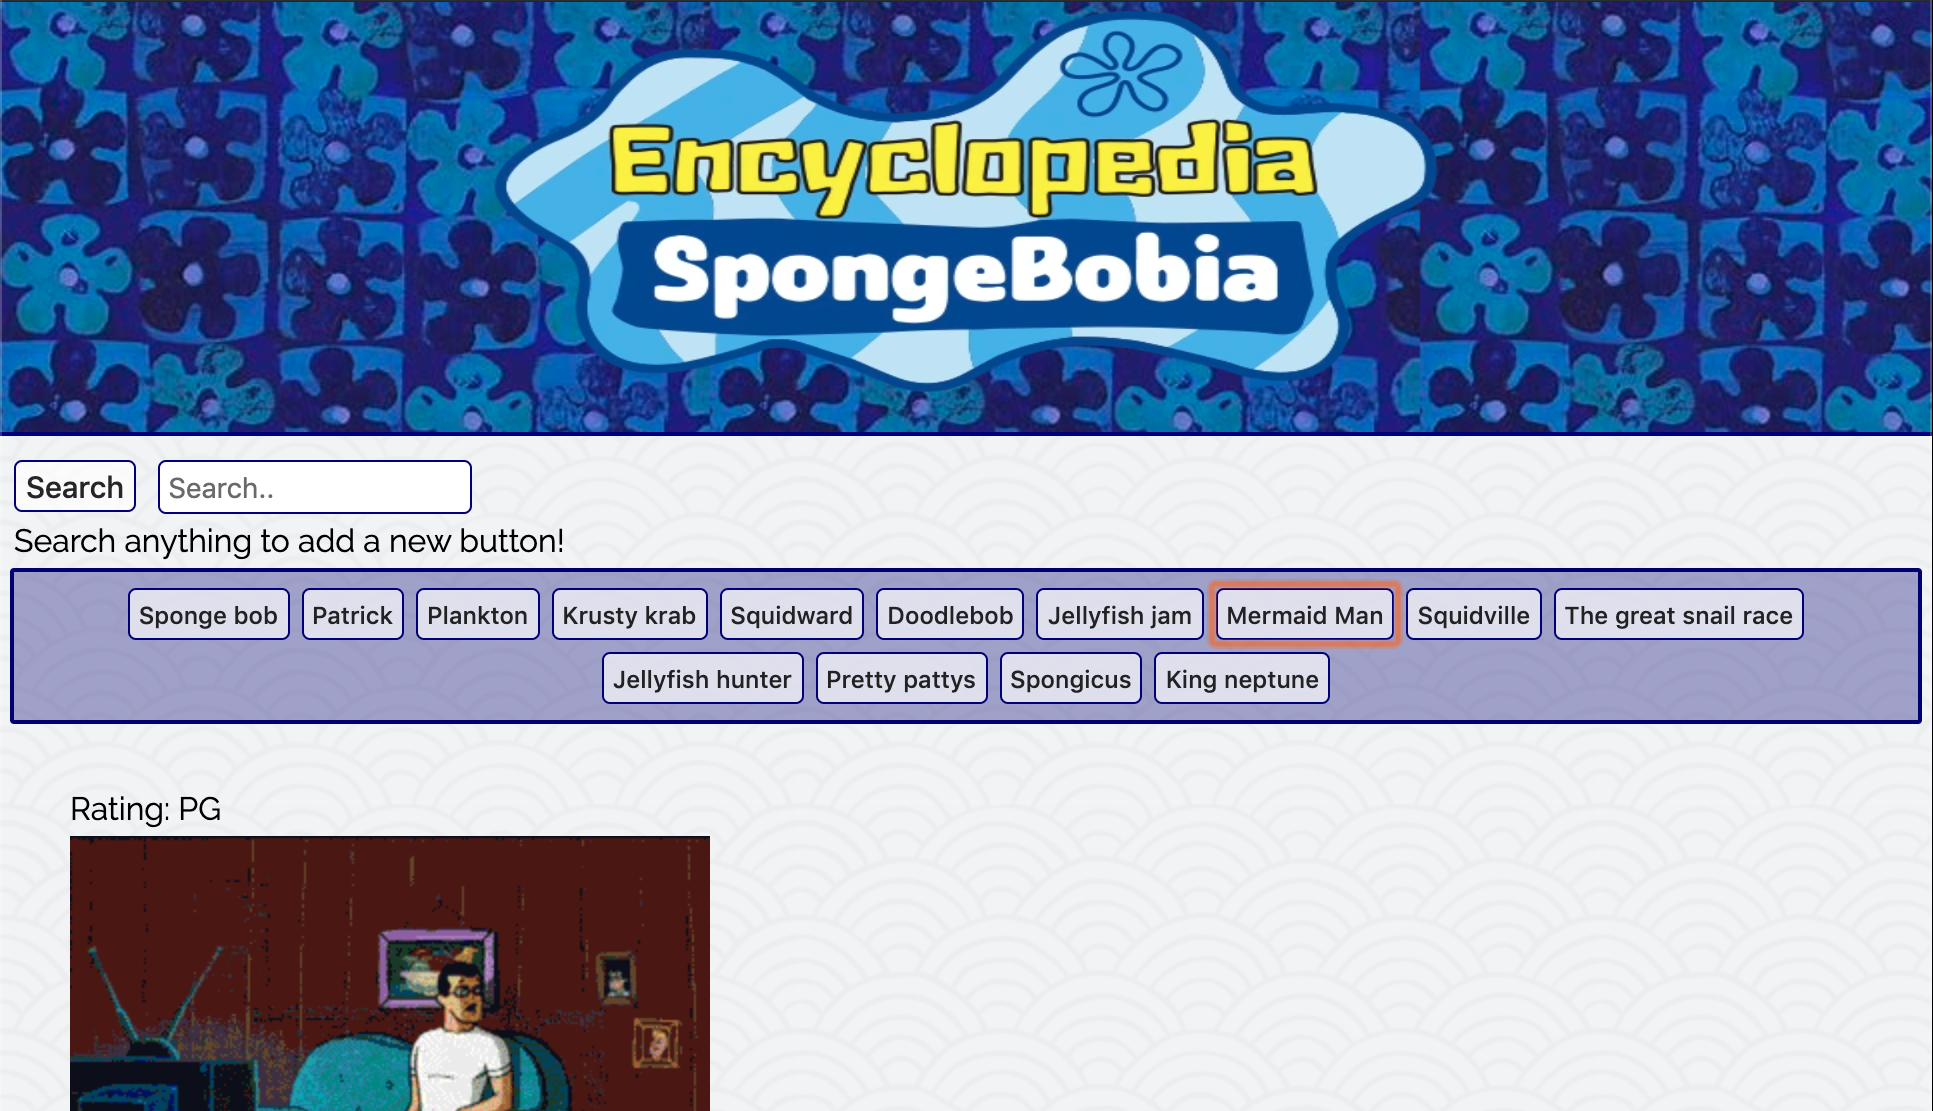 Encyclopedia
SpongeBobia
Search Search..
Search anything to add a new button!
Sponge bob Patrick Plankton Krusty krab Squidward Doodlebob Jellyfish jam Mermaid Man Squidville The great snail race
Jellyfish hunter Pretty pattys Spongicus King neptune
Rating: PG